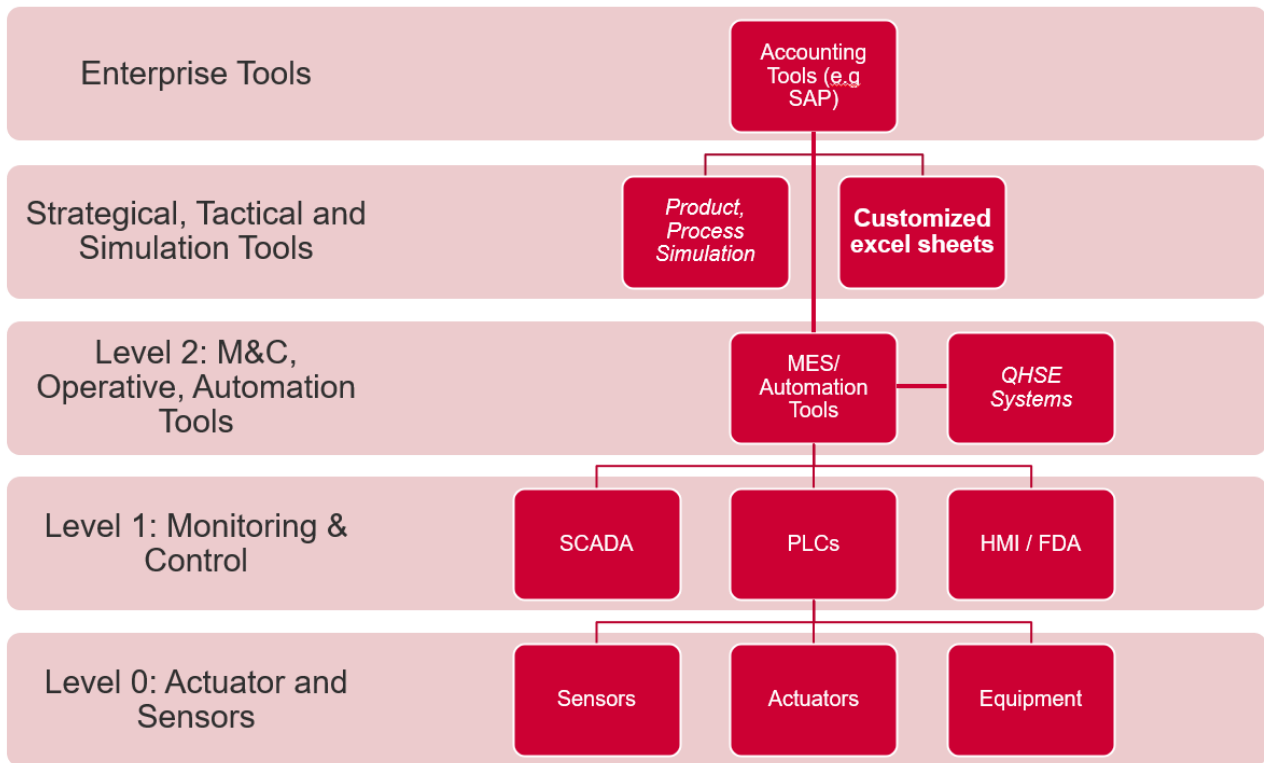 Enterprise Tools
Accounting
Tools (e.g
SAP)
Strategical, Tactical and
Simulation Tools
Product,
Process
Simulation
Customized
excel sheets
Level 2: M&C,
Operative, Automation
Tools
MES/
Automation
Tools
QHSE
Systems
Level 1: Monitoring &
Control
SCADA
PLCs
HMI / FDA
Level 0: Actuator and
Sensors
Sensors
Actuators
Equipment